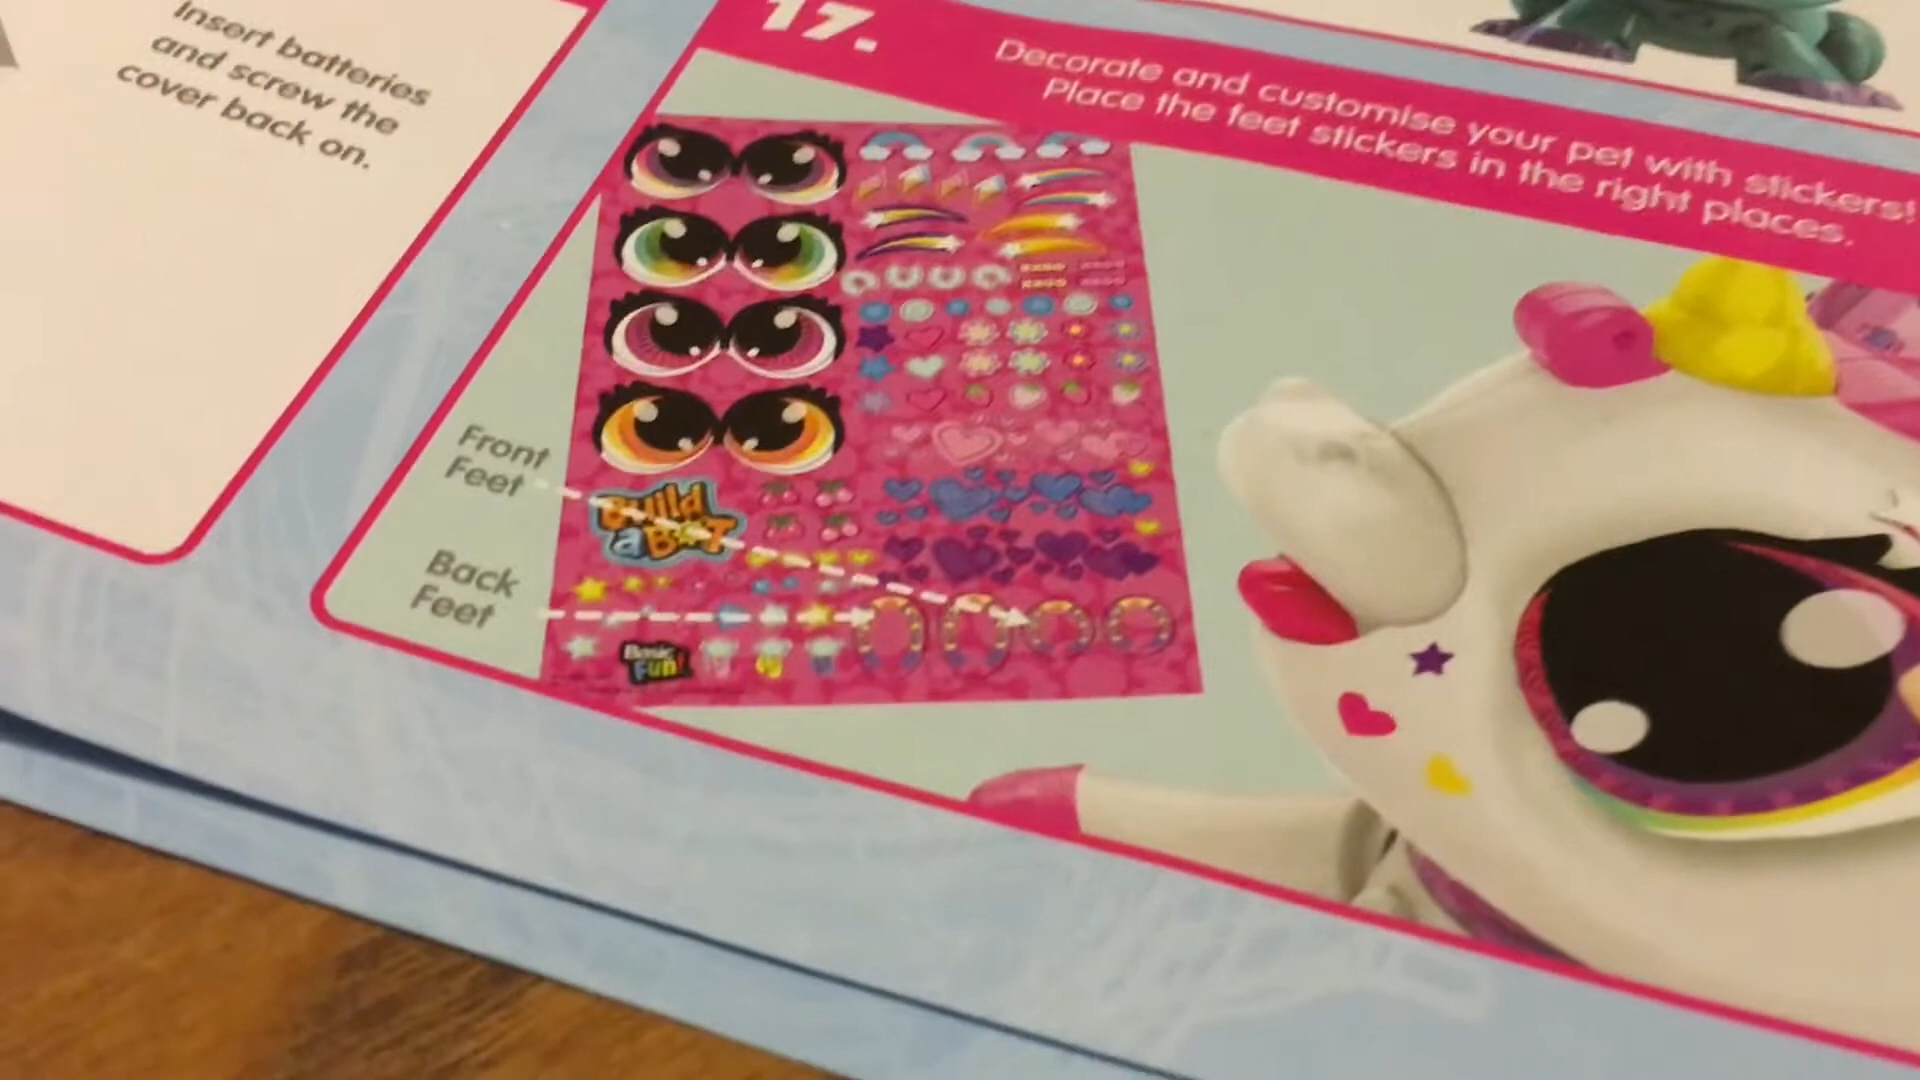 Insert batteries
and screw the
cover back on.
17.
Decorate and customise your pet with stickers!
Place the feet stickers in the right places.
Front
Feet
Back
Feet
Build
a BOT
Basic
Fun!